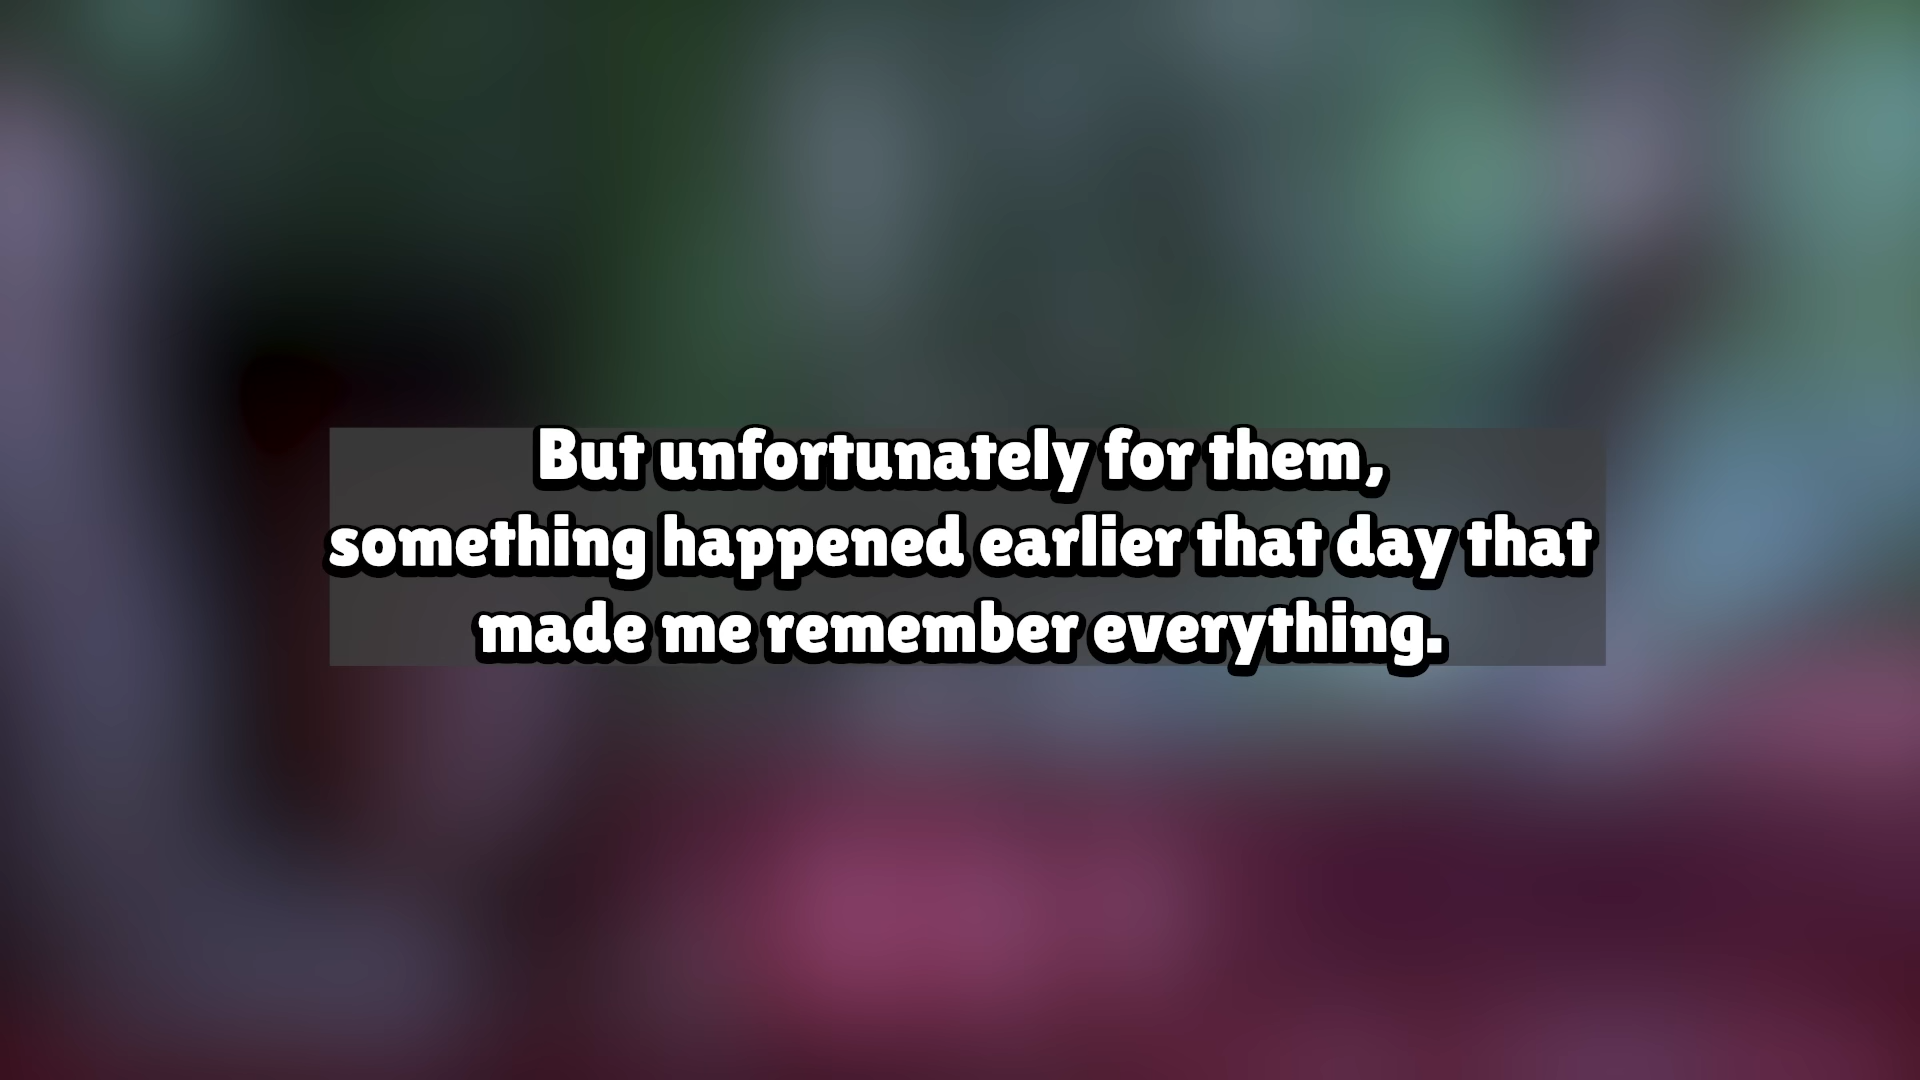 But unfortunately for them,
something happened earlier that day that
made me remember everything.